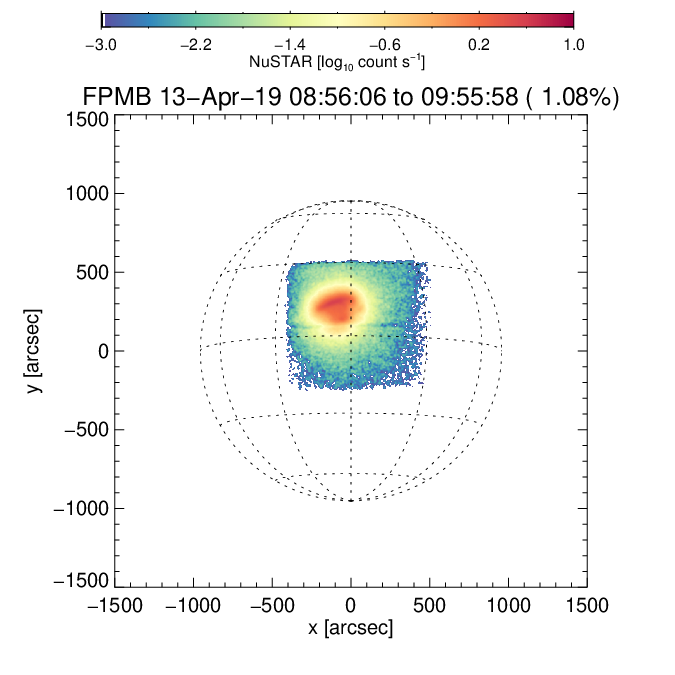 −3.0 −2.2 −1.4 −0.6 0.2 1.0
NuSTAR [log₁₀ count s⁻¹]
FPMB 13−Apr−19 08:56:06 to 09:55:58 ( 1.08%)
1500
1000
500
0
−500
−1000
−1500
y [arcsec]
−1500 −1000 −500 0 500 1000 1500
x [arcsec]